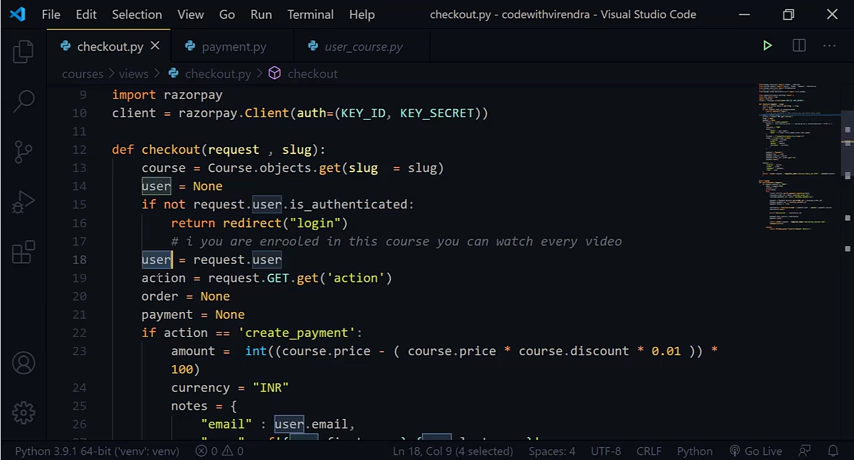 File Edit Selection View Go Run Terminal Help checkout.py - codewithvirendra - Visual Studio Code
checkout.py payment.py user_course.py
courses > views > checkout.py > checkout
9 import razorpay
10 client = razorpay.Client(auth=(KEY_ID, KEY_SECRET))
11
12 def checkout(request , slug):
13 course = Course.objects.get(slug  = slug)
14 user = None
15 if not request.user.is_authenticated:
16 return redirect("login")
17 # i you are enrooled in this course you can watch every video
18 user = request.user
19 action = request.GET.get('action')
20 order = None
21 payment = None
22 if action == 'create_payment':
23 amount =  int((course.price - ( course.price * course.discount * 0.01 )) *
100)
24 currency = "INR"
25 notes = {
26 "email" : user.email,
Python 3.9.1 64-bit ('venv': venv) 0 0 Ln 18, Col 9 (4 selected) Spaces: 4 UTF-8 CRLF Python Go Live